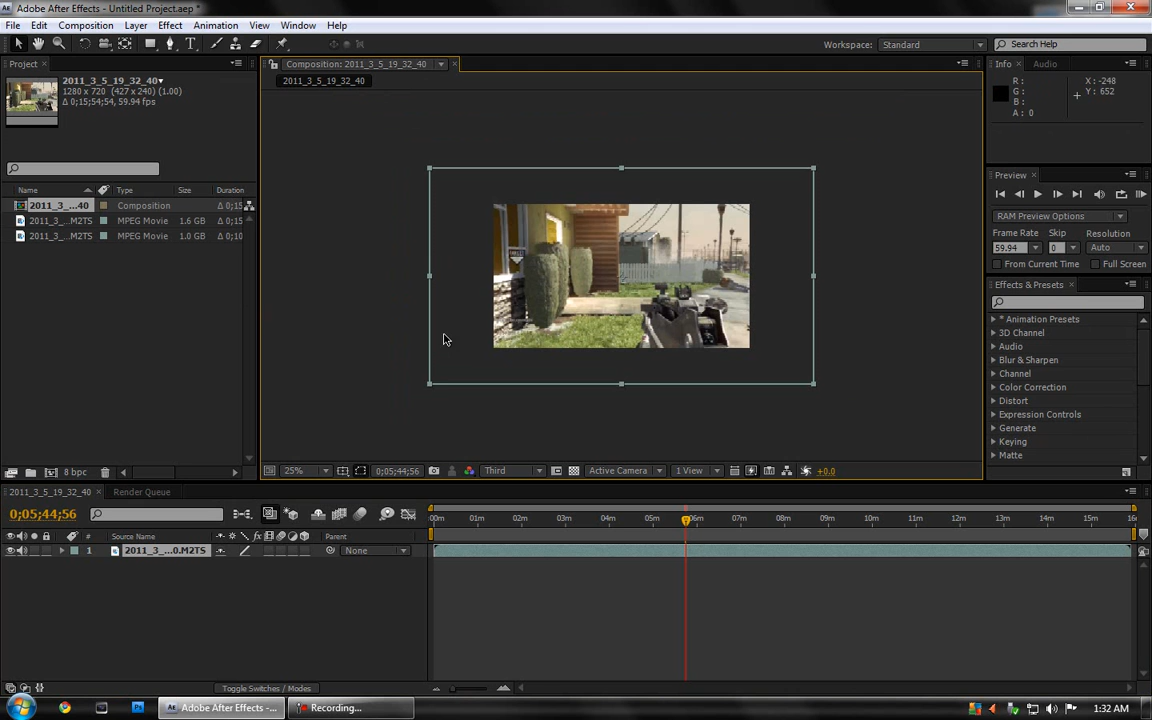 Adobe After Effects - Untitled Project.aep *
File Edit Composition Layer Effect Animation View Window Help
Workspace: Standard Search Help
Project
2011_3_5_19_32_40▾
1280 x 720 (427 x 240) (1.00)
Δ 0;15;54;54, 59.94 fps
Name Type Size Duration
2011_3_...40 Composition Δ 0;15
2011_3_...M2TS MPEG Movie 1.6 GB Δ 0;15
2011_3_...M2TS MPEG Movie 1.0 GB Δ 0;10
8 bpc
Composition: 2011_3_5_19_32_40
2011_3_5_19_32_40
25% 0;05;44;56 Third Active Camera 1 View +0.0
Info Audio
R : X : -248
G : Y : 652
B :
A : 0
Preview
RAM Preview Options
Frame Rate Skip Resolution
59.94 0 Auto
From Current Time Full Screen
Effects & Presets
* Animation Presets
3D Channel
Audio
Blur & Sharpen
Channel
Color Correction
Distort
Expression Controls
Generate
Keying
Matte
2011_3_5_19_32_40 Render Queue
0;05;44;56
:00m 01m 02m 03m 04m 05m 06m 07m 08m 09m 10m 11m 12m 13m 14m 15m 16
# Source Name Parent
1 2011_3_...0.M2TS None
Toggle Switches / Modes
Adobe After Effects -... Recording... 1:32 AM